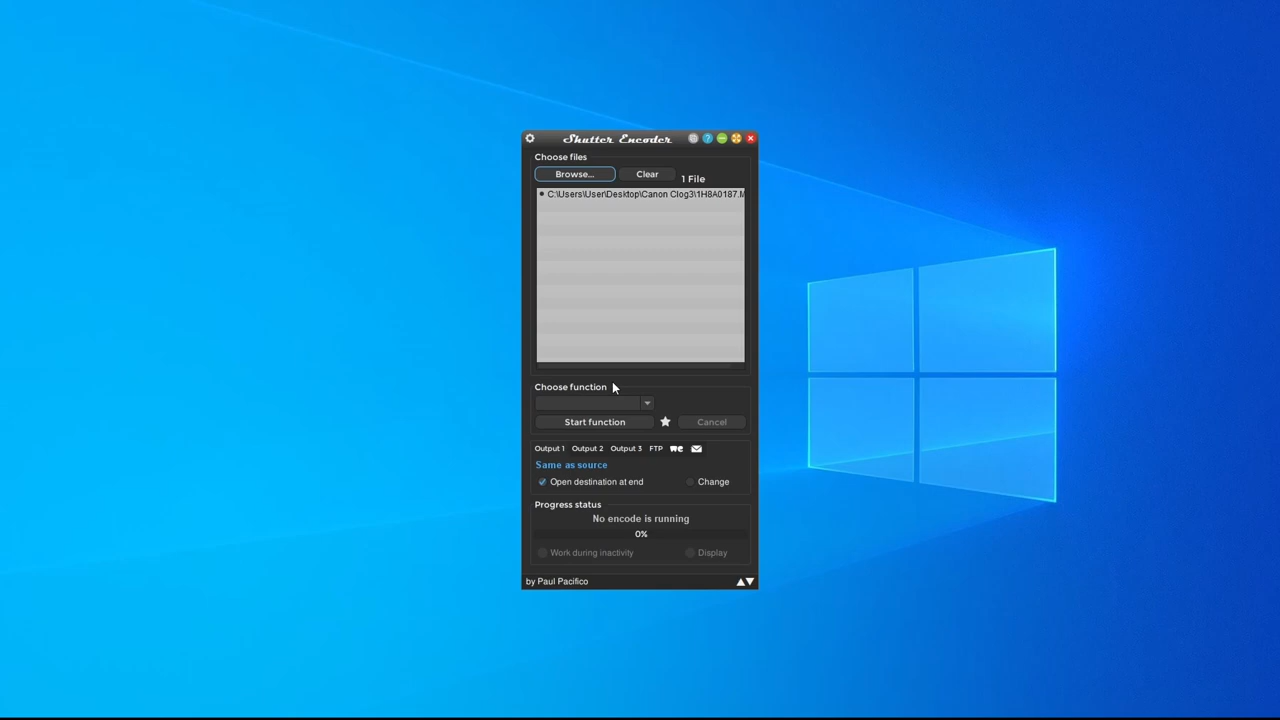 Shutter Encoder
?
Choose files
Browse... Clear 1 File
C:\Users\User\Desktop\Canon Clog3\1H8A0187.M
Choose function
Start function Cancel
Output 1 Output 2 Output 3 FTP we
Same as source
Open destination at end Change
Progress status
No encode is running
0%
Work during inactivity Display
by Paul Pacifico